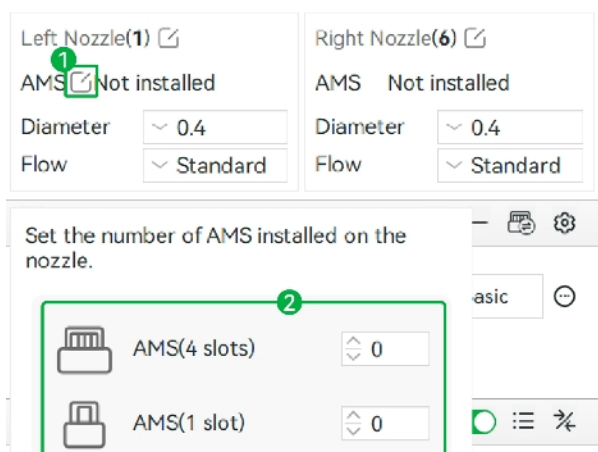 Left Nozzle(1)
Right Nozzle(6)
1
AMS Not installed
AMS Not installed
Diameter 0.4
Diameter 0.4
Flow Standard
Flow Standard
Set the number of AMS installed on the
nozzle.
asic
2
AMS(4 slots) 0
AMS(1 slot) 0